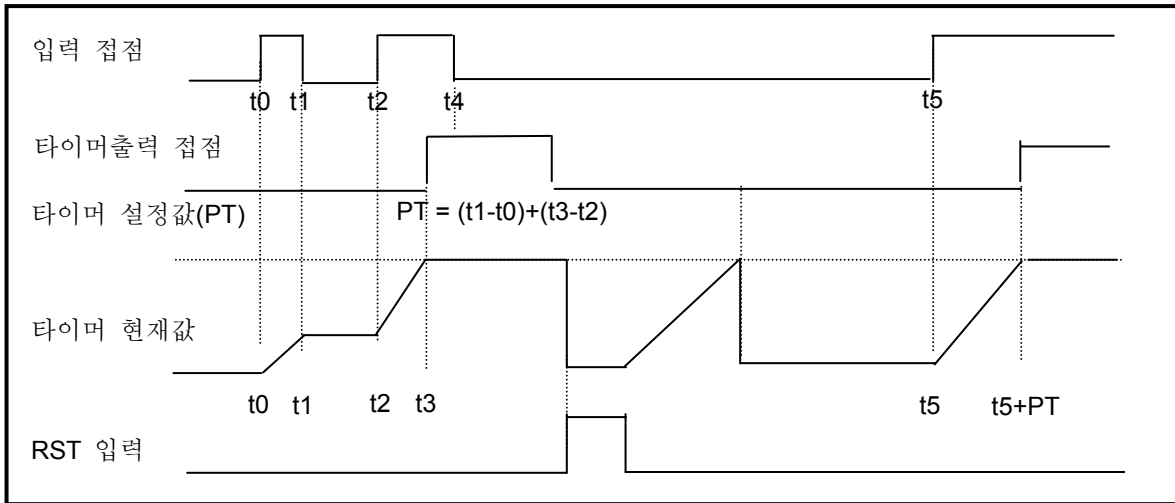 입력 접점
t0 t1 t2 t4 t5
타이머출력 접점
타이머 설정값(PT) PT = (t1-t0)+(t3-t2)
타이머 현재값
t0 t1 t2 t3 t5 t5+PT
RST 입력